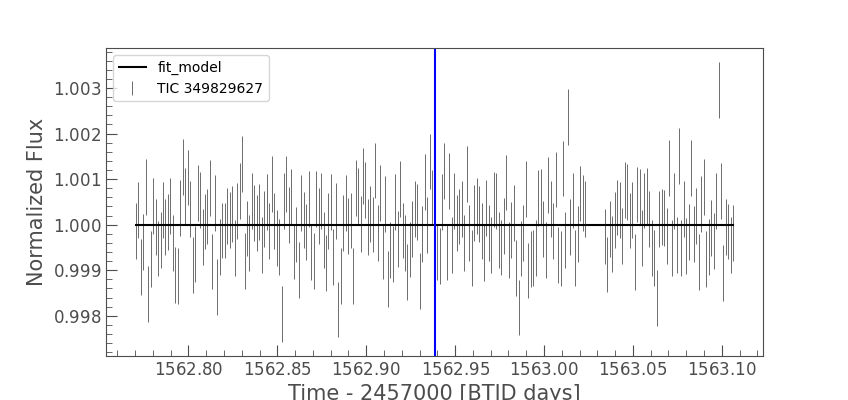 fit_model
TIC 349829627
1.003
1.002
1.001
1.000
0.999
0.998
Normalized Flux
1562.80 1562.85 1562.90 1562.95 1563.00 1563.05 1563.10
Time - 2457000 [BTJD days]